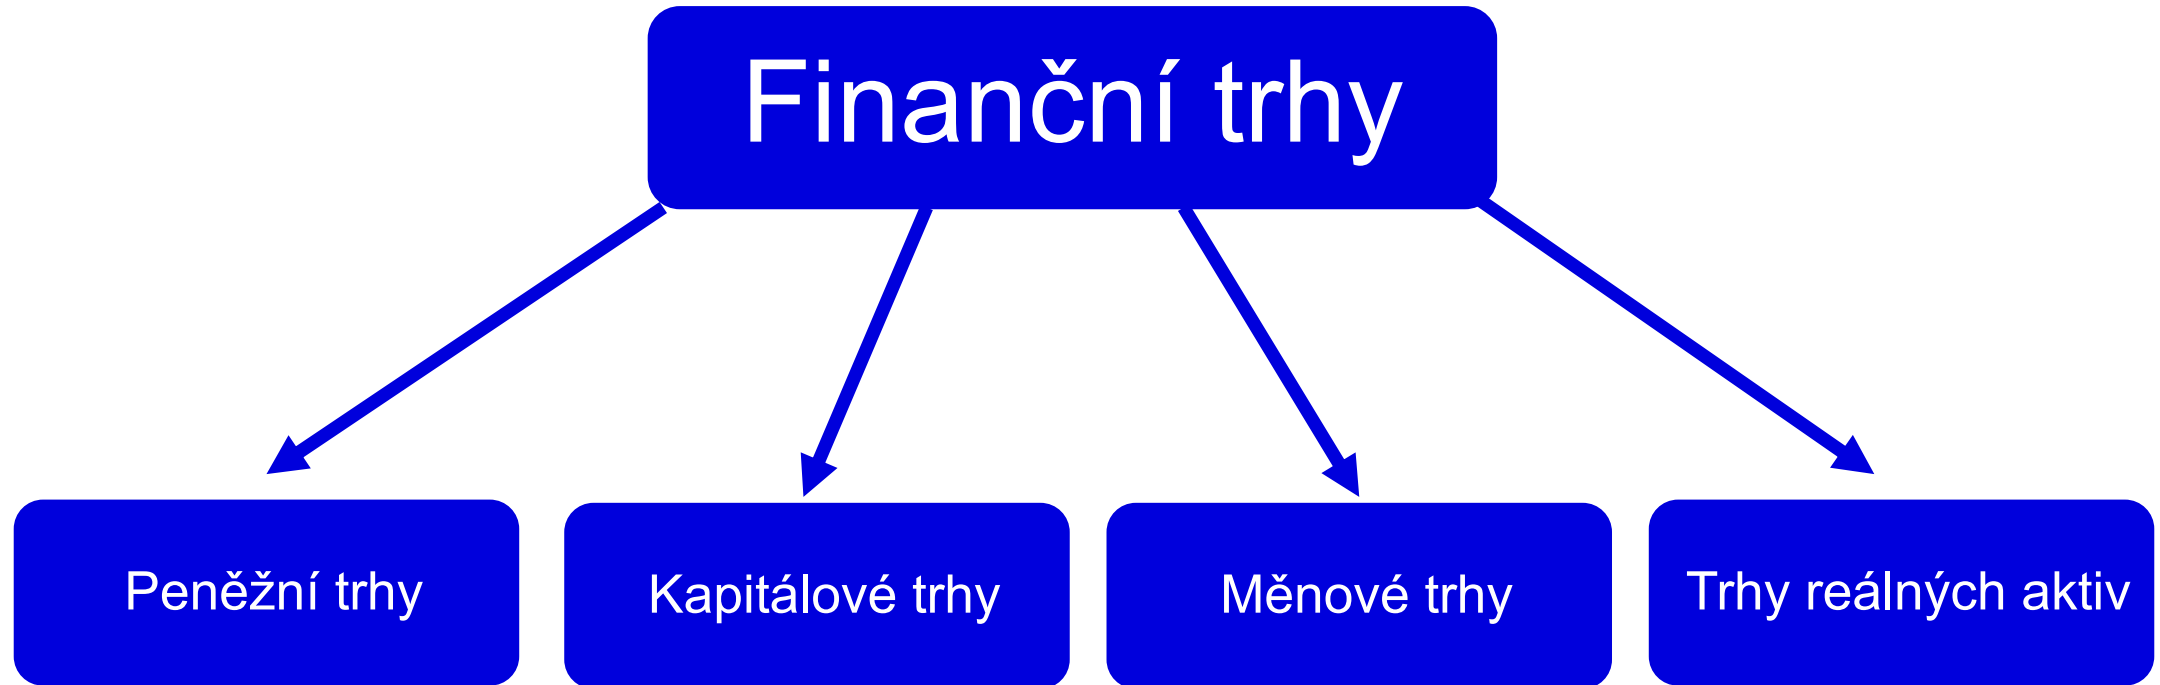 Finanční trhy
Peněžní trhy
Kapitálové trhy
Měnové trhy
Trhy reálných aktiv